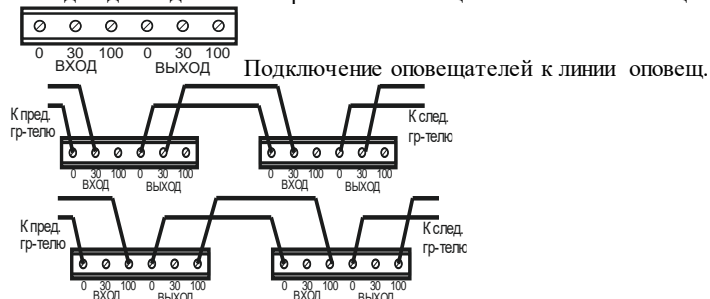 0 30 100 0 30 100
ВХОД ВЫХОД
Подключение оповещателей к линии оповещ.
К пред.
гр-телю
К след.
гр-телю
0 30 100 0 30 100
ВХОД ВЫХОД
0 30 100 0 30 100
ВХОД ВЫХОД
К пред.
гр-телю
К след.
гр-телю
0 30 100 0 30 100
ВХОД ВЫХОД
0 30 100 0 30 100
ВХОД ВЫХОД